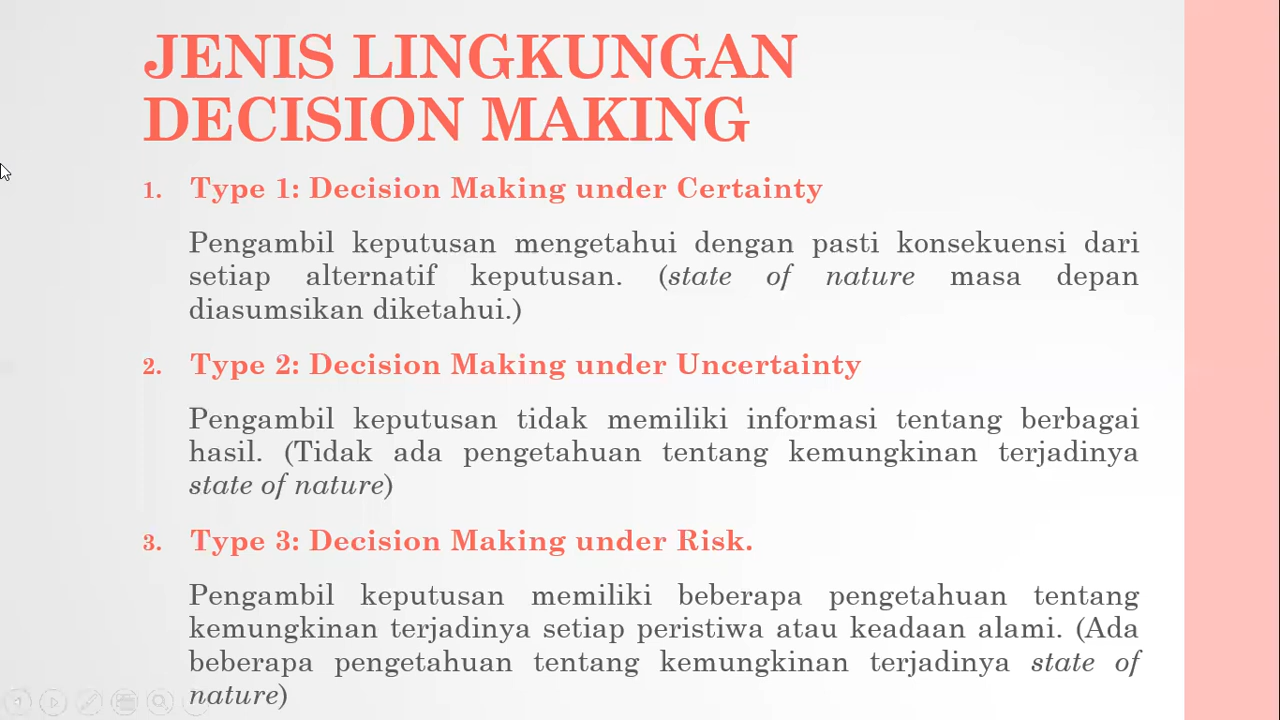 JENIS LINGKUNGAN
DECISION MAKING
1. Type 1: Decision Making under Certainty
Pengambil keputusan mengetahui dengan pasti konsekuensi dari
setiap alternatif keputusan. (state of nature masa depan
diasumsikan diketahui.)
2. Type 2: Decision Making under Uncertainty
Pengambil keputusan tidak memiliki informasi tentang berbagai
hasil. (Tidak ada pengetahuan tentang kemungkinan terjadinya
state of nature)
3. Type 3: Decision Making under Risk.
Pengambil keputusan memiliki beberapa pengetahuan tentang
kemungkinan terjadinya setiap peristiwa atau keadaan alami. (Ada
beberapa pengetahuan tentang kemungkinan terjadinya state of
nature)